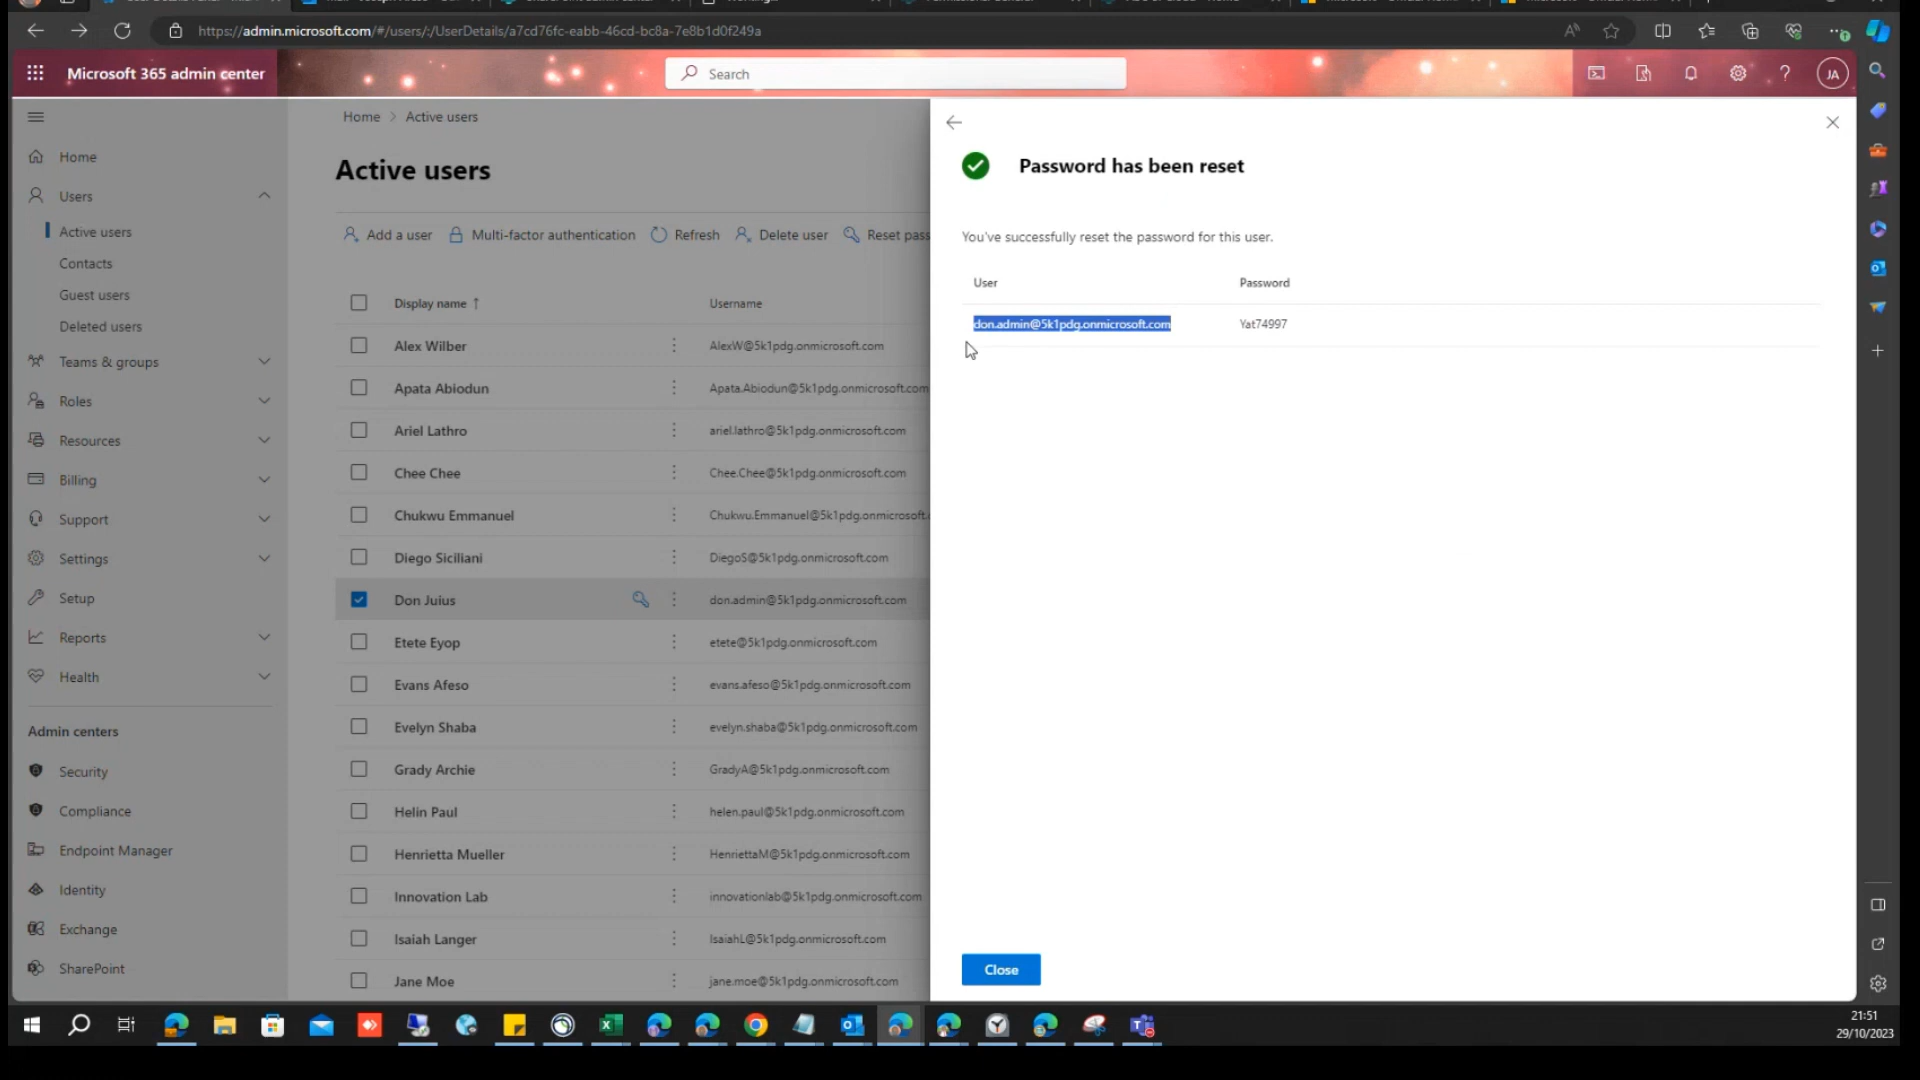 https://admin.microsoft.com/#/users/:/UserDetails/a7cd76fc-eabb-46cd-bc8a-7e8b1d0f249a
Microsoft 365 admin center
Search
JA
Home
Users
Active users
Contacts
Guest users
Deleted users
Teams & groups
Roles
Resources
Billing
Support
Settings
Setup
Reports
Health
Admin centers
Security
Compliance
Endpoint Manager
Identity
Exchange
SharePoint
Home > Active users
Active users
Add a user Multi-factor authentication Refresh Delete user Reset pass
Display name ↑ Username
Alex Wilber AlexW@5k1pdg.onmicrosoft.com
Apata Abiodun Apata.Abiodun@5k1pdg.onmicrosoft.com
Ariel Lathro ariel.lathro@5k1pdg.onmicrosoft.com
Chee Chee Chee.Chee@5k1pdg.onmicrosoft.com
Chukwu Emmanuel Chukwu.Emmanuel@5k1pdg.onmicrosoft.
Diego Siciliani DiegoS@5k1pdg.onmicrosoft.com
Don Juius don.admin@5k1pdg.onmicrosoft.com
Etete Eyop etete@5k1pdg.onmicrosoft.com
Evans Afeso evans.afeso@5k1pdg.onmicrosoft.com
Evelyn Shaba evelyn.shaba@5k1pdg.onmicrosoft.com
Grady Archie GradyA@5k1pdg.onmicrosoft.com
Helin Paul helen.paul@5k1pdg.onmicrosoft.com
Henrietta Mueller HenriettaM@5k1pdg.onmicrosoft.com
Innovation Lab innovationlab@5k1pdg.onmicrosoft.com
Isaiah Langer IsaiahL@5k1pdg.onmicrosoft.com
Jane Moe jane.moe@5k1pdg.onmicrosoft.com
Password has been reset
You've successfully reset the password for this user.
User Password
don.admin@5k1pdg.onmicrosoft.com Yat74997
Close
21:51
29/10/2023